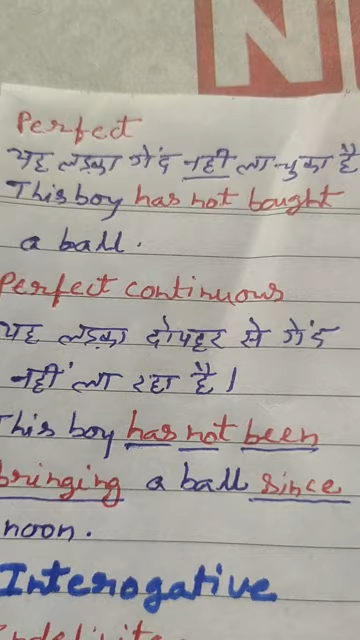 N
Perfect
यह लड़का गेंद नहीं ला चुका है
This boy has not bought
a ball.
Perfect continuous
यह लड़का दोपहर से गेंद
नहीं ला रहा है।
This boy has not been
bringing a ball since
noon.
Interogative